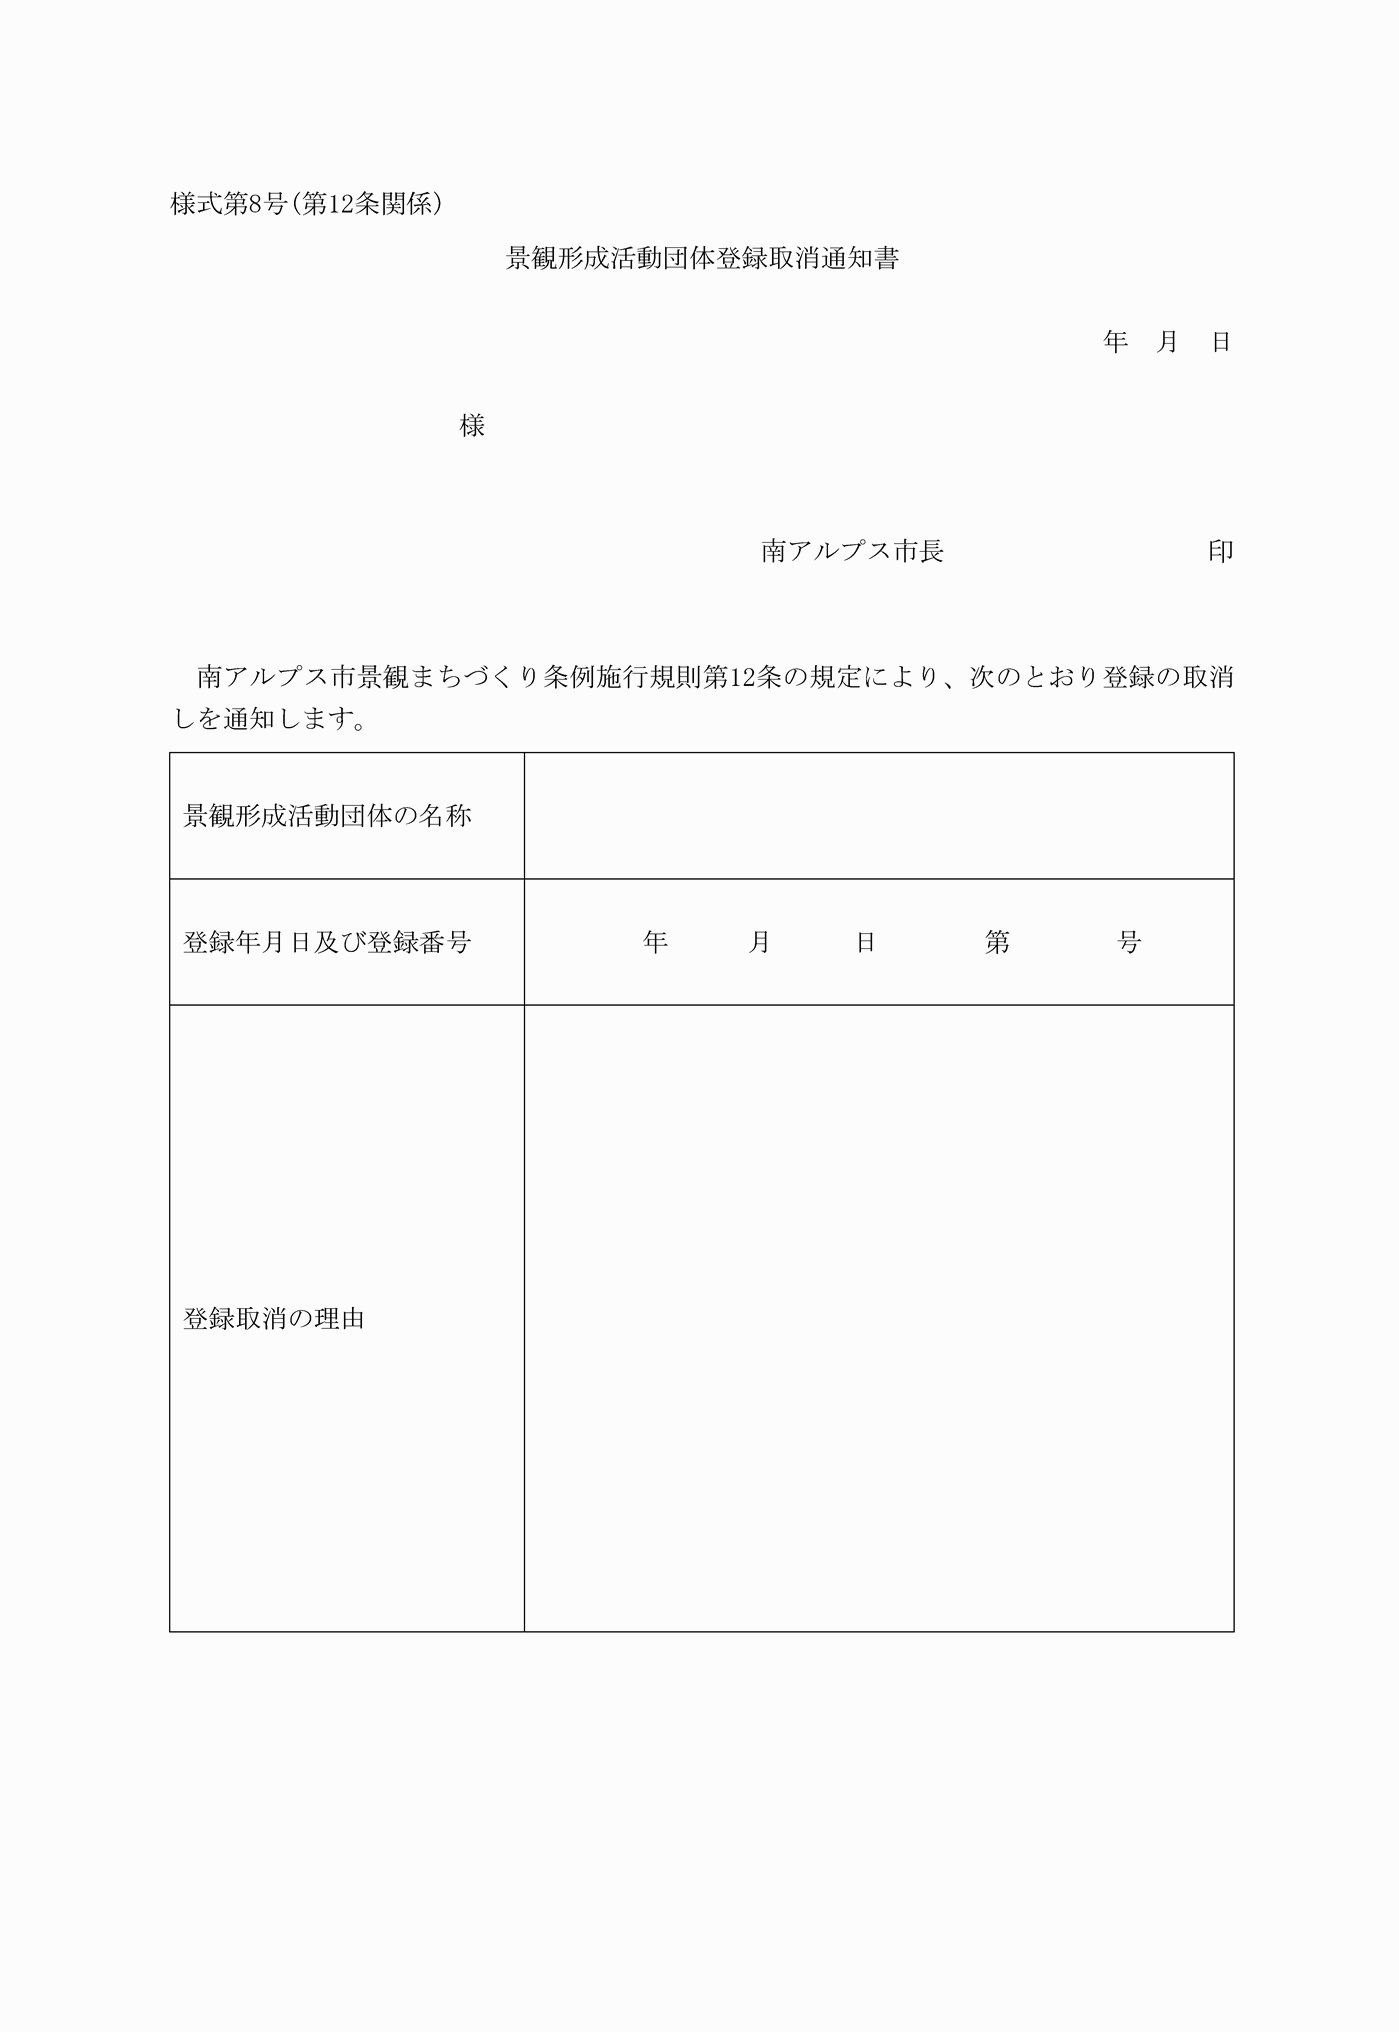 様式第8号(第12条関係)
景観形成活動団体登録取消通知書
年　月　日
様
南アルプス市長　　　　　　　　　　印
南アルプス市景観まちづくり条例施行規則第12条の規定により、次のとおり登録の取消
しを通知します。
景観形成活動団体の名称
登録年月日及び登録番号　　　　年　　　月　　　日　　　　第　　　　号
登録取消の理由